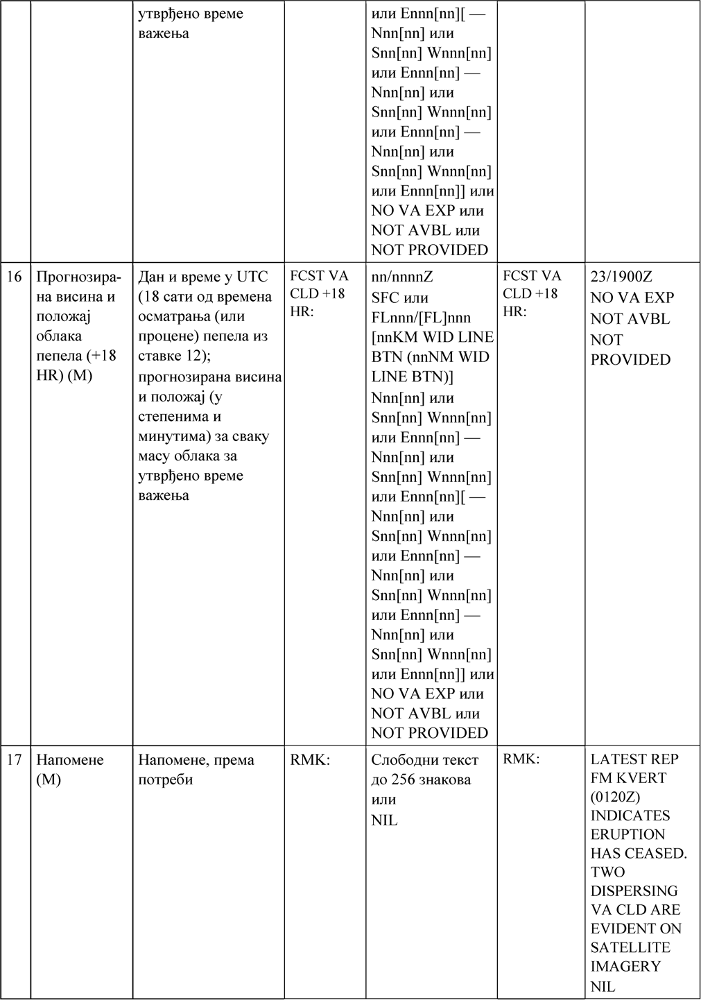 утврђено време
важења
или Ennn[nn][ —
Nnn[nn] или
Snn[nn] Wnnn[nn]
или Ennn[nn] —
Nnn[nn] или
Snn[nn] Wnnn[nn]
или Ennn[nn] —
Nnn[nn] или
Snn[nn] Wnnn[nn]
или Ennn[nn]] или
NO VA EXP или
NOT AVBL или
NOT PROVIDED
16
Прогнозира-
на висина и
положај
облака
пепела (+18
HR) (M)
Дан и време у UTC
(18 сати од времена
осматрања (или
процене) пепела из
ставке 12);
прогнозирана висина
и положај (у
степенима и
минутима) за сваку
масу облака за
утврђено време
важења
FCST VA
CLD +18
HR:
nn/nnnnZ
SFC или
FLnnn/[FL]nnn
[nnKM WID LINE
BTN (nnNM WID
LINE BTN)]
Nnn[nn] или
Snn[nn] Wnnn[nn]
или Ennn[nn] —
Nnn[nn] или
Snn[nn] Wnnn[nn]
или Ennn[nn][ —
Nnn[nn] или
Snn[nn] Wnnn[nn]
или Ennn[nn] —
Nnn[nn] или
Snn[nn] Wnnn[nn]
или Ennn[nn] —
Nnn[nn] или
Snn[nn] Wnnn[nn]
или Ennn[nn]] или
NO VA EXP или
NOT AVBL или
NOT PROVIDED
FCST VA
CLD +18
HR:
23/1900Z
NO VA EXP
NOT AVBL
NOT
PROVIDED
17
Напомене
(M)
Напомене, према
потреби
RMK:
Слободни текст
до 256 знакова
или
NIL
RMK:
LATEST REP
FM KVERT
(0120Z)
INDICATES
ERUPTION
HAS CEASED.
TWO
DISPERSING
VA CLD ARE
EVIDENT ON
SATELLITE
IMAGERY
NIL